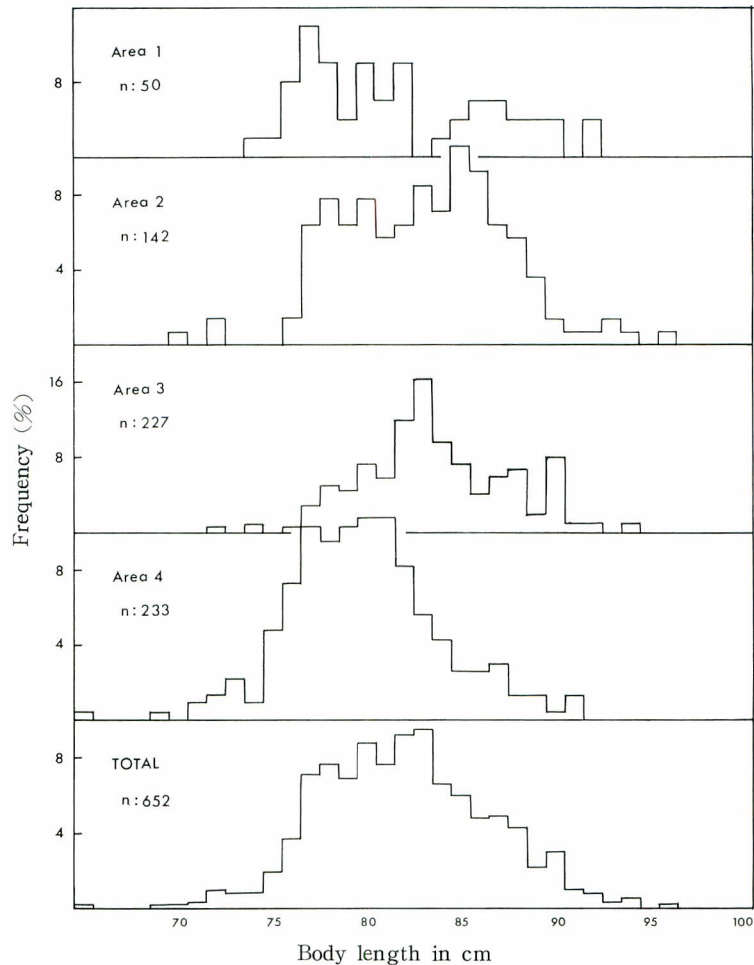 Area 1
n: 50
8
Area 2
n: 142
8
4
Area 3
n: 227
16
8
Area 4
n: 233
8
4
TOTAL
n: 652
8
4
Frequency (%)
70 75 80 85 90 95 100
Body length in cm